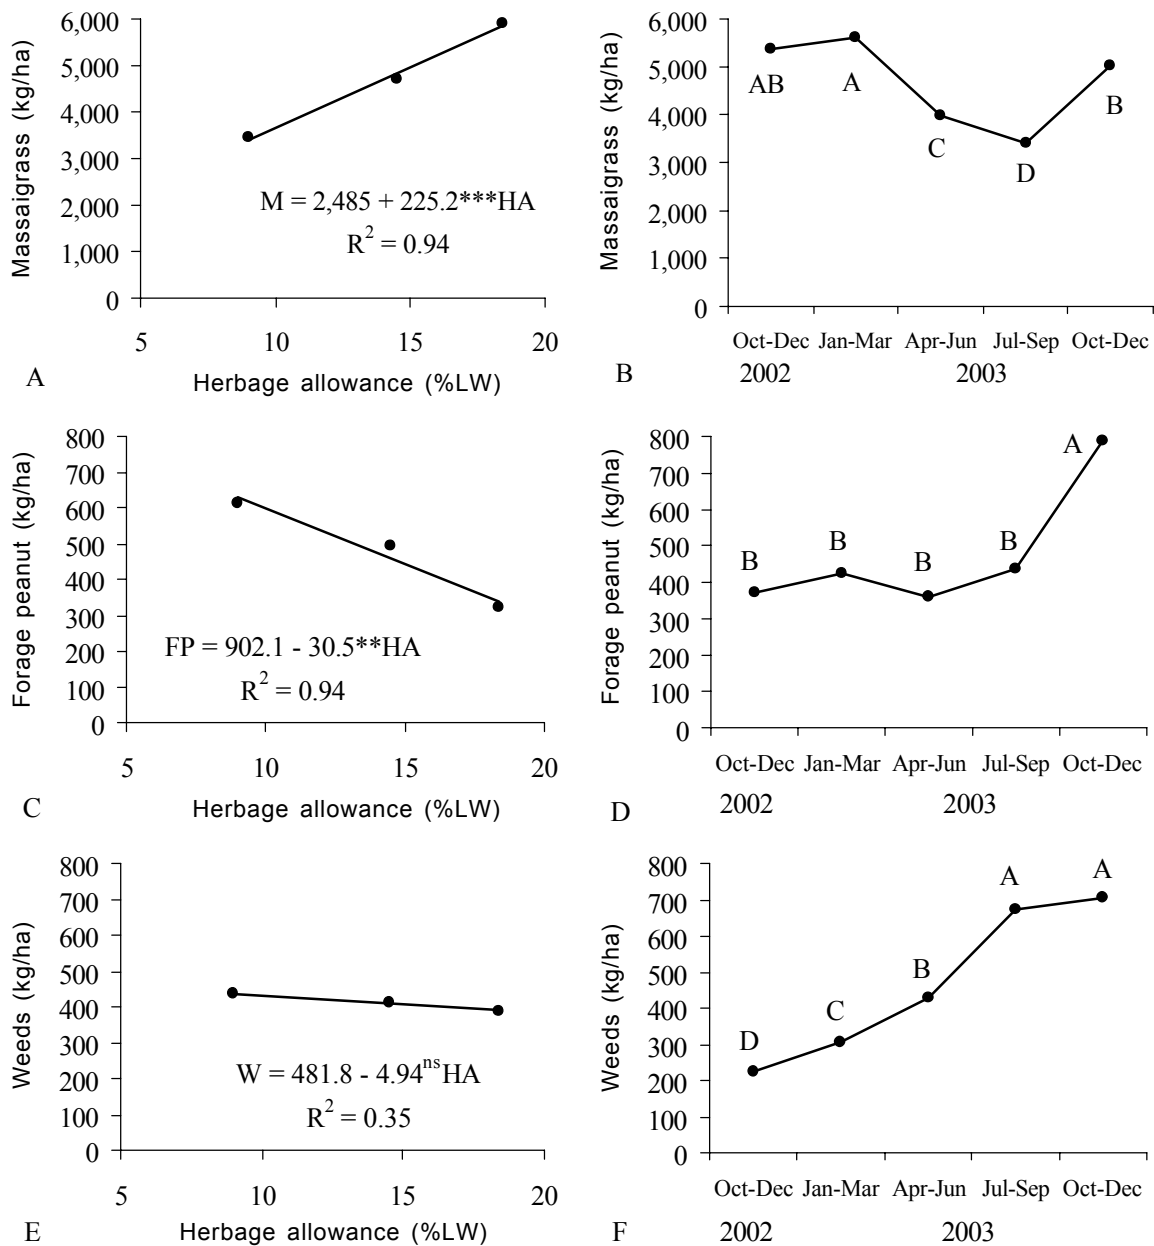 6,000
5,000
4,000
3,000
2,000
1,000
0
Massaigrass (kg/ha)
M = 2,485 + 225.2***HA
R² = 0.94
5 10 15 20
Herbage allowance (%LW)
A
6,000
5,000
4,000
3,000
2,000
1,000
0
Massaigrass (kg/ha)
AB A C D B
Oct-Dec Jan-Mar Apr-Jun Jul-Sep Oct-Dec
2002 2003
B
800
700
600
500
400
300
200
100
0
Forage peanut (kg/ha)
FP = 902.1 - 30.5**HA
R² = 0.94
5 10 15 20
Herbage allowance (%LW)
C
800
700
600
500
400
300
200
100
0
Forage peanut (kg/ha)
B B B B A
Oct-Dec Jan-Mar Apr-Jun Jul-Sep Oct-Dec
2002 2003
D
800
700
600
500
400
300
200
100
0
Weeds (kg/ha)
W = 481.8 - 4.94ⁿˢHA
R² = 0.35
5 10 15 20
Herbage allowance (%LW)
E
800
700
600
500
400
300
200
100
0
Weeds (kg/ha)
D C B A A
Oct-Dec Jan-Mar Apr-Jun Jul-Sep Oct-Dec
2002 2003
F